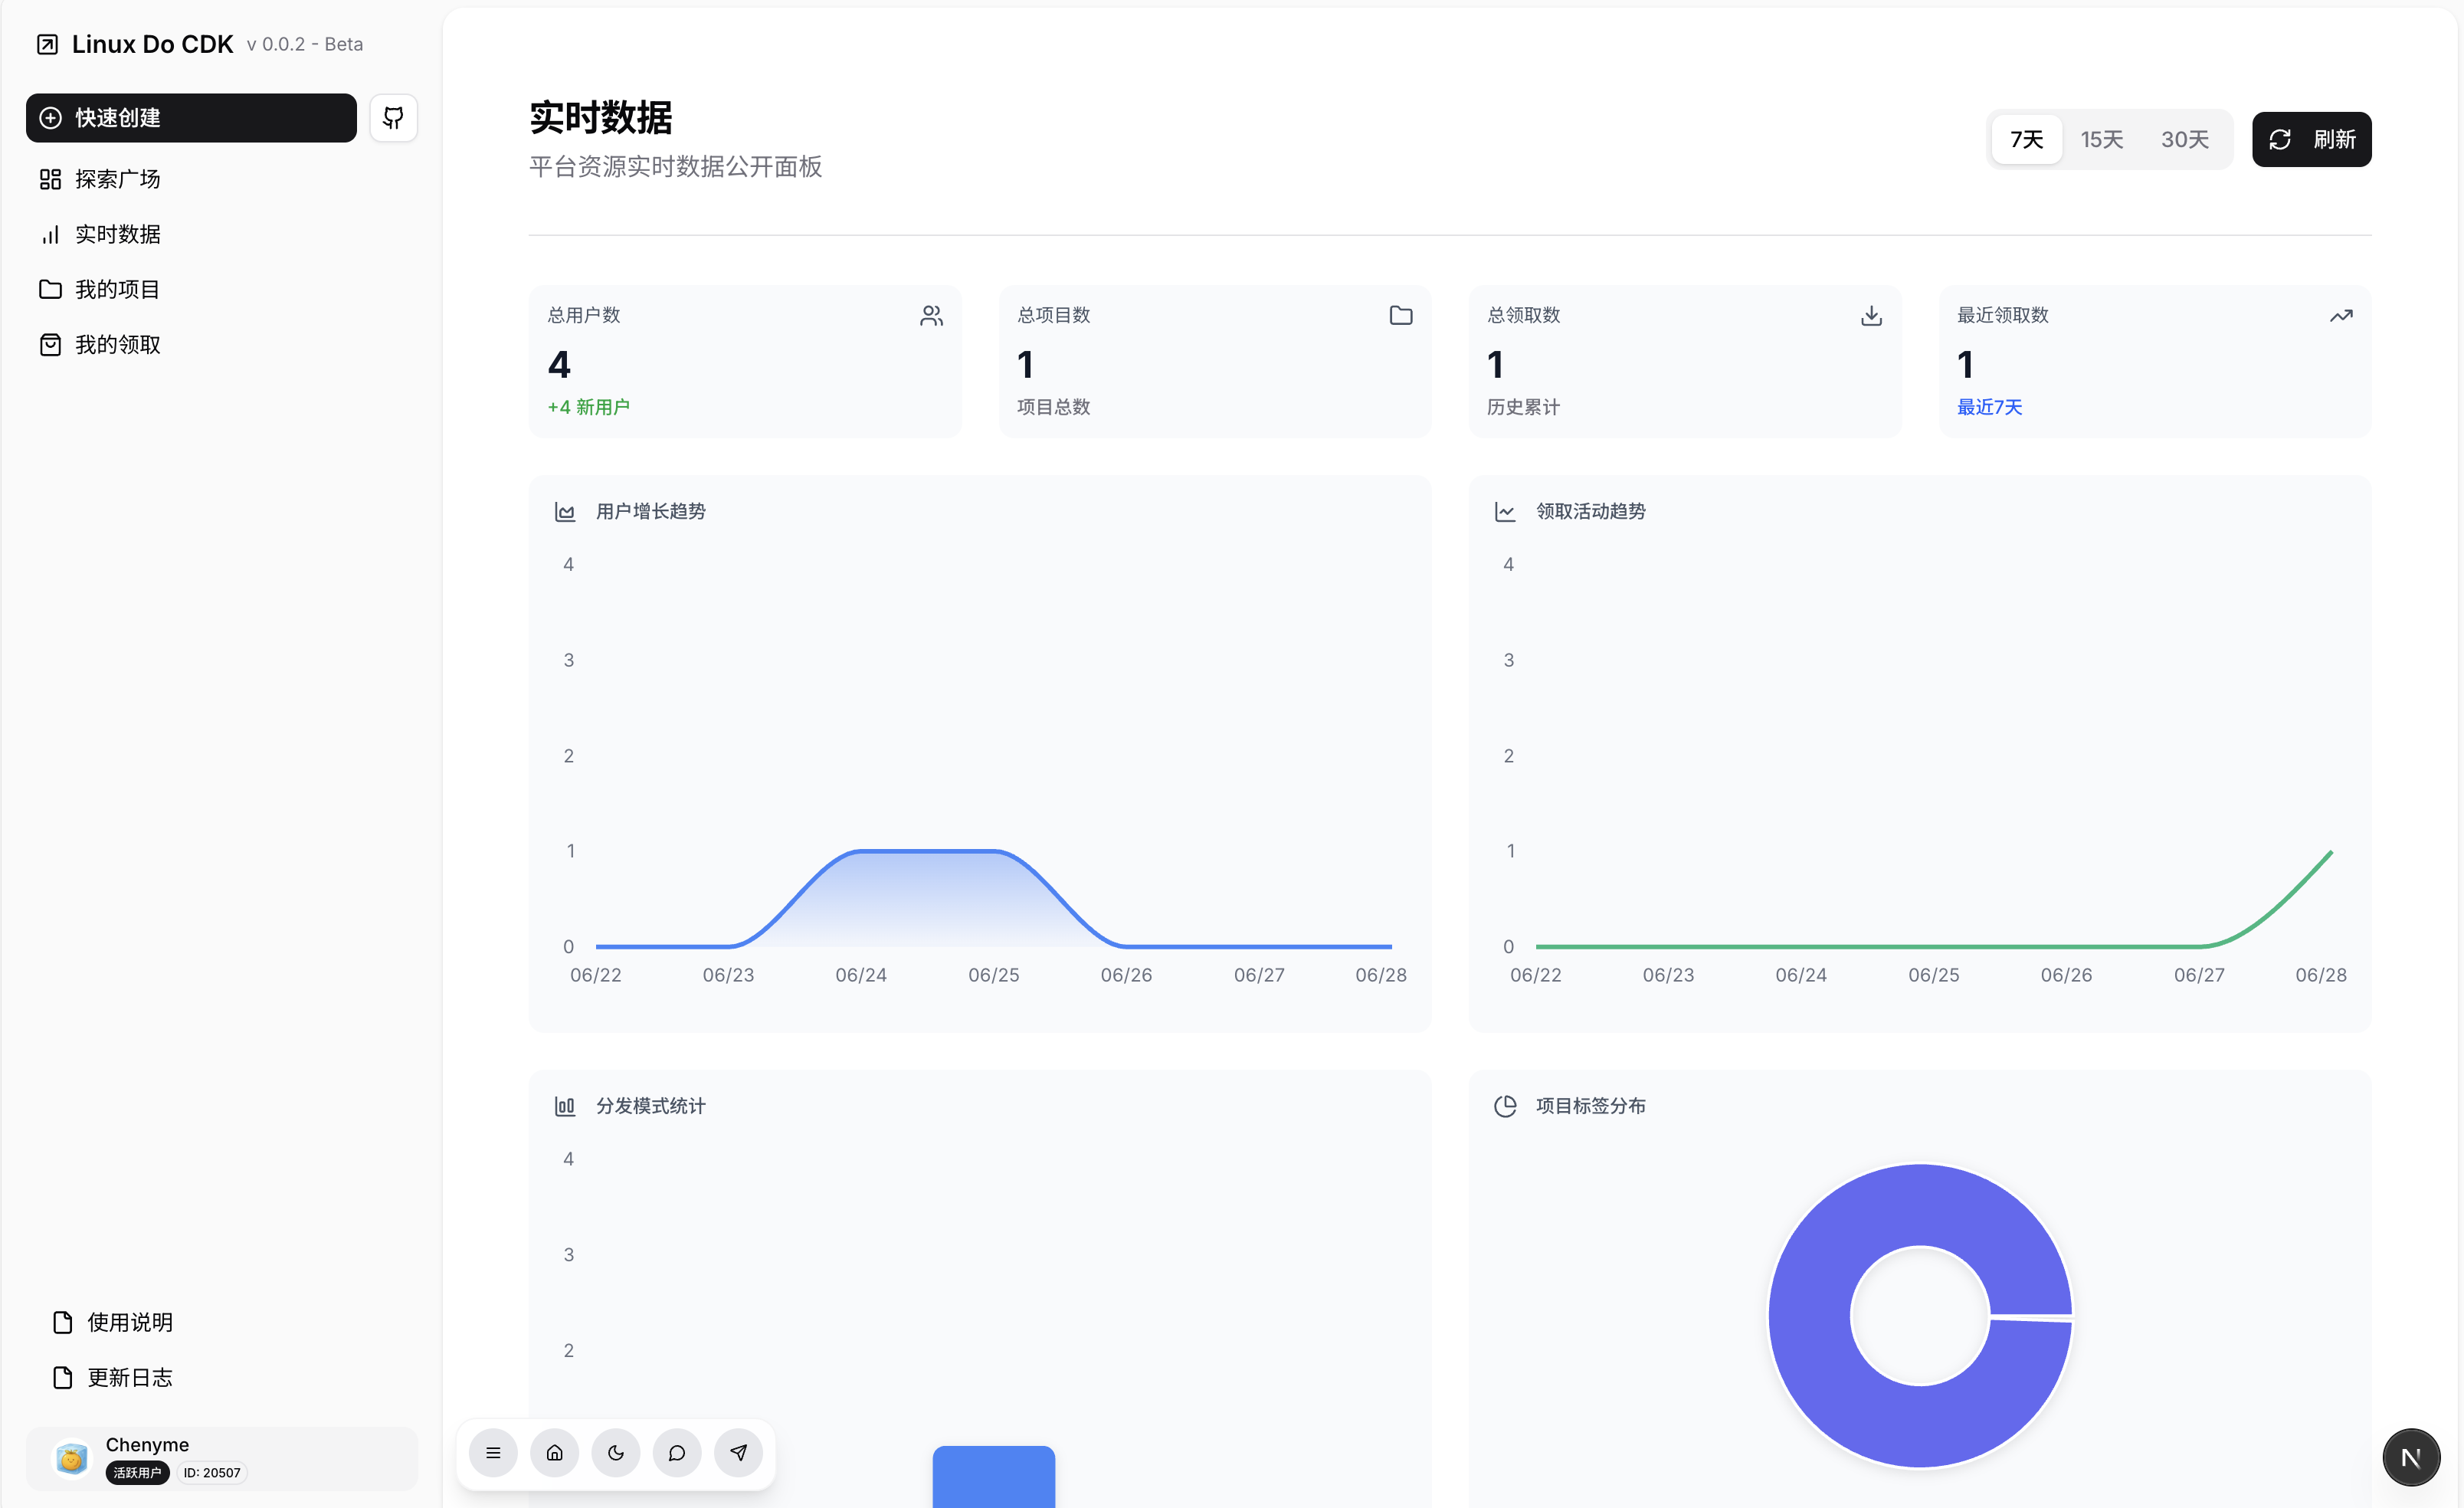 Linux Do CDK v 0.0.2 - Beta
快速创建
探索广场
实时数据
我的项目
我的领取
使用说明
更新日志
Chenyme
活跃用户 ID: 20507
实时数据
平台资源实时数据公开面板
7天 15天 30天 刷新
总用户数
4
+4 新用户
总项目数
1
项目总数
总领取数
1
历史累计
最近领取数
1
最近7天
用户增长趋势
4
3
2
1
0
06/22 06/23 06/24 06/25 06/26 06/27 06/28
领取活动趋势
4
3
2
1
0
06/22 06/23 06/24 06/25 06/26 06/27 06/28
分发模式统计
4
3
2
项目标签分布
N